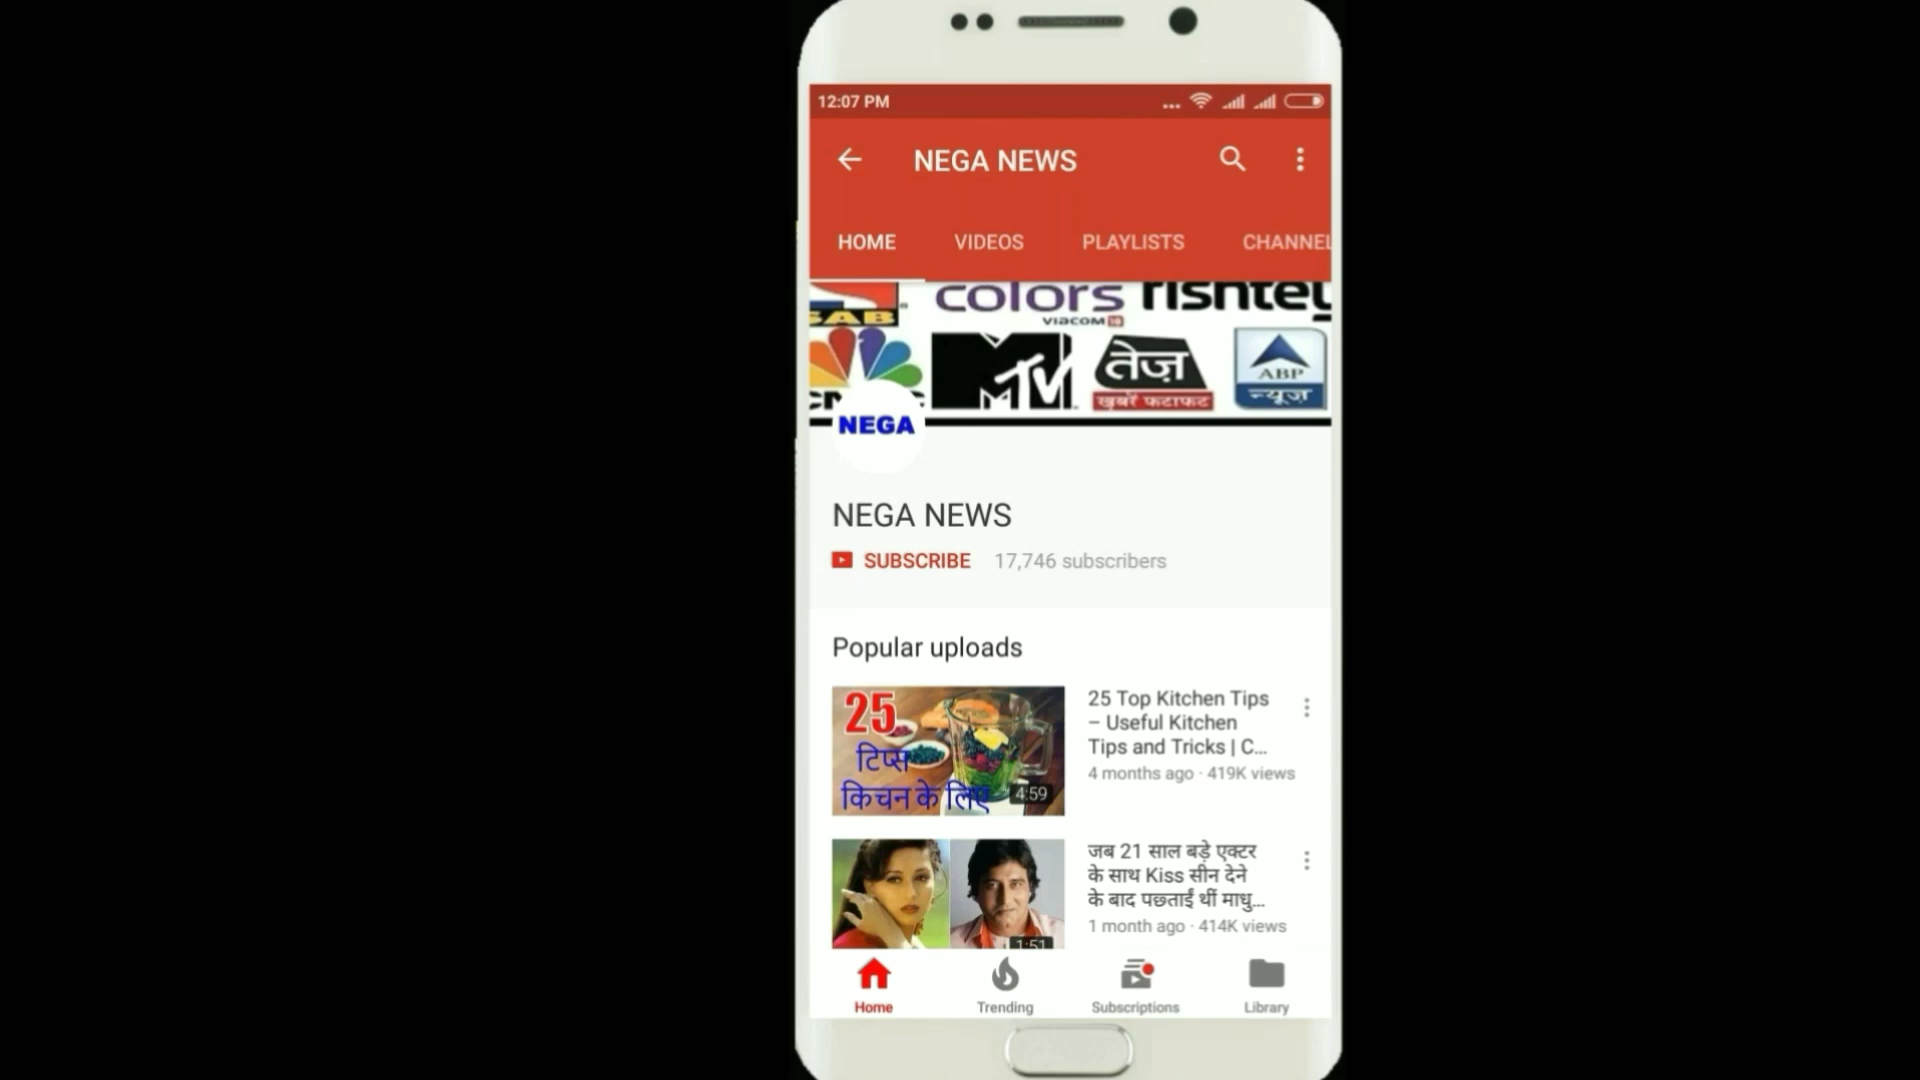 12:07 PM
NEGA NEWS
HOME VIDEOS PLAYLISTS CHANNEL
SAB colors rishtey
VIACOM 18
MTV तेज़ ABP
ख़बरें फटाफट न्यूज़
NEGA
NEGA NEWS
SUBSCRIBE 17,746 subscribers
Popular uploads
25
टिप्स
किचन के लिए
4:59
25 Top Kitchen Tips
– Useful Kitchen
Tips and Tricks | C...
4 months ago · 419K views
1:51
जब 21 साल बड़े एक्टर
के साथ Kiss सीन देने
के बाद पछताईं थीं माधु...
1 month ago · 414K views
Home Trending Subscriptions Library